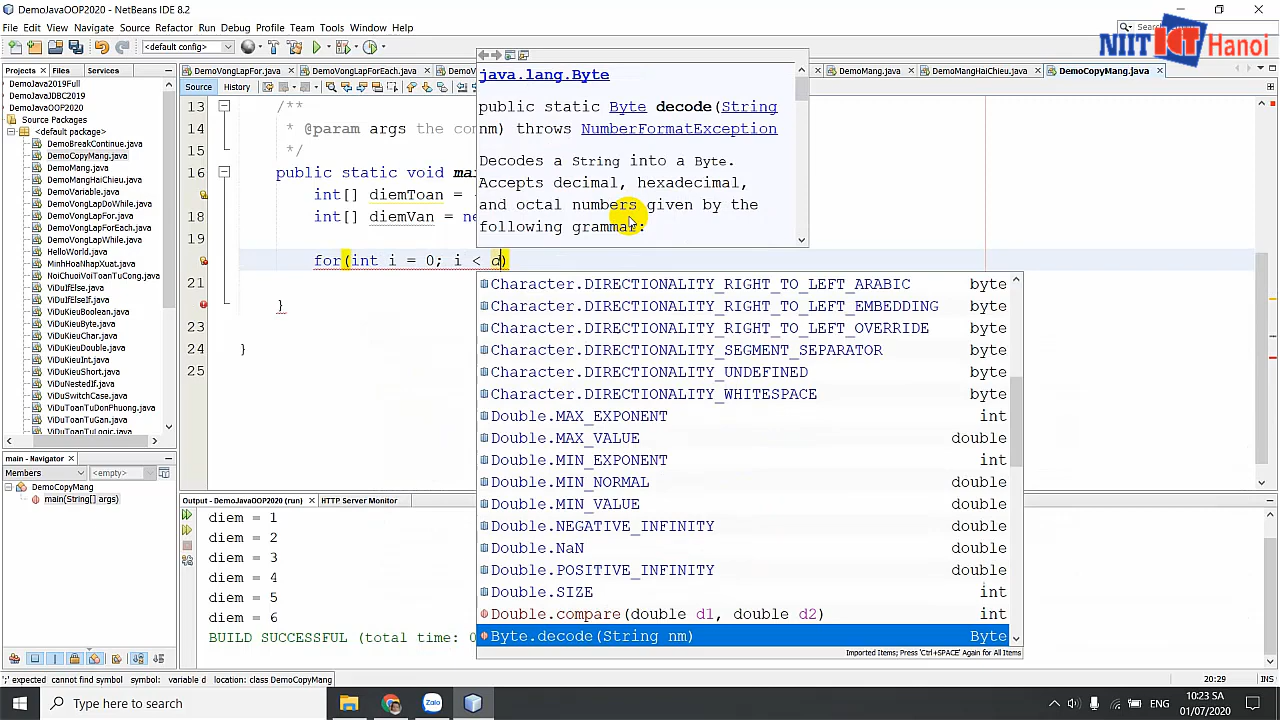 DemoJavaOOP2020 - NetBeans IDE 8.2
File Edit View Navigate Source Refactor Run Debug Profile Team Tools Window Help
NIIT ICT Hanoi
<default config>
Projects Files Services
DemoVongLapFor.java DemoVongLapForEach.java DemoMang.java DemoMangHaiChieu.java DemoCopyMang.java
Source History
DemoJava2019Full
DemoJavaJDBC2019
DemoJavaOOP2020
Source Packages
<default package>
DemoBreakContinue.java
DemoCopyMang.java
DemoMang.java
DemoMangHaiChieu.java
DemoVariable.java
DemoVongLapDoWhile.java
DemoVongLapFor.java
DemoVongLapForEach.java
DemoVongLapWhile.java
HelloWorld.java
MinhHoaNhapXuat.java
NoiChuoiVoiToanTuCong.java
ViDuIfElse.java
ViDuIfElseIf.java
ViDuKieuBoolean.java
ViDuKieuByte.java
ViDuKieuChar.java
ViDuKieuDouble.java
ViDuKieuInt.java
ViDuKieuShort.java
ViDuNestedIf.java
ViDuSwitchCase.java
ViDuToanTuDonPhuong.java
ViDuToanTuGan.java
ViDuToanTuLogic.java
13 /**
14 * @param args the com
15 */
16 public static void ma
int[] diemToan =
18 int[] diemVan = ne
for(int i = 0; i < d)
21
}
23
24 }
25
java.lang.Byte
public static Byte decode(String
nm) throws NumberFormatException
Decodes a String into a Byte.
Accepts decimal, hexadecimal,
and octal numbers given by the
following grammar:
Character.DIRECTIONALITY_RIGHT_TO_LEFT_ARABIC byte
Character.DIRECTIONALITY_RIGHT_TO_LEFT_EMBEDDING byte
Character.DIRECTIONALITY_RIGHT_TO_LEFT_OVERRIDE byte
Character.DIRECTIONALITY_SEGMENT_SEPARATOR byte
Character.DIRECTIONALITY_UNDEFINED byte
Character.DIRECTIONALITY_WHITESPACE byte
Double.MAX_EXPONENT int
Double.MAX_VALUE double
Double.MIN_EXPONENT int
Double.MIN_NORMAL double
Double.MIN_VALUE double
Double.NEGATIVE_INFINITY double
Double.NaN double
Double.POSITIVE_INFINITY double
Double.SIZE int
Double.compare(double d1, double d2) int
Byte.decode(String nm) Byte
Imported Items; Press 'Ctrl+SPACE' Again for All Items
main - Navigator
Members <empty>
DemoCopyMang
main(String[] args)
Output - DemoJavaOOP2020 (run) HTTP Server Monitor
diem = 1
diem = 2
diem = 3
diem = 4
diem = 5
diem = 6
BUILD SUCCESSFUL (total time: 0
';' expected cannot find symbol symbol: variable d location: class DemoCopyMang
20:29 INS
Type here to search
Zalo
ENG
10:23 SA
01/07/2020